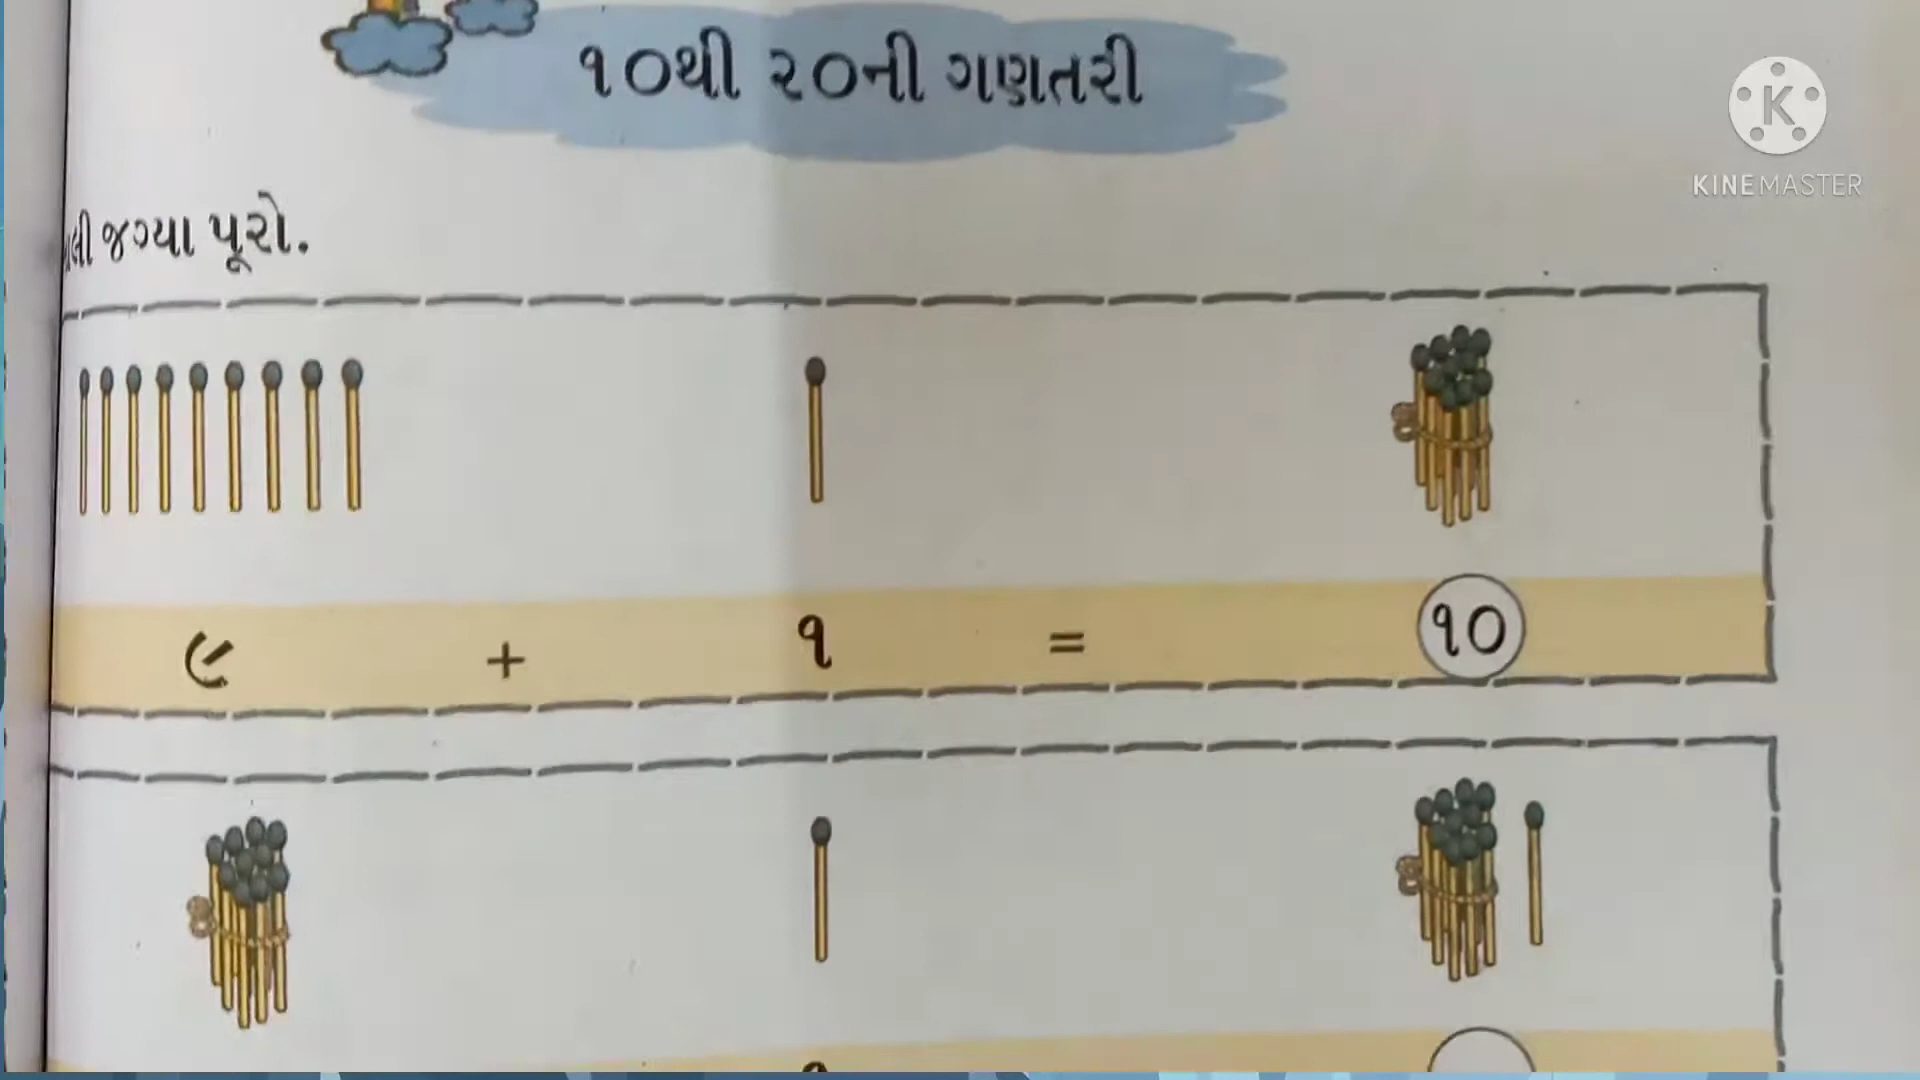 ૧૦થી ૨૦ની ગણતરી
KINEMASTER
જગ્યા પૂરો.
૯ + ૧ = ૧૦